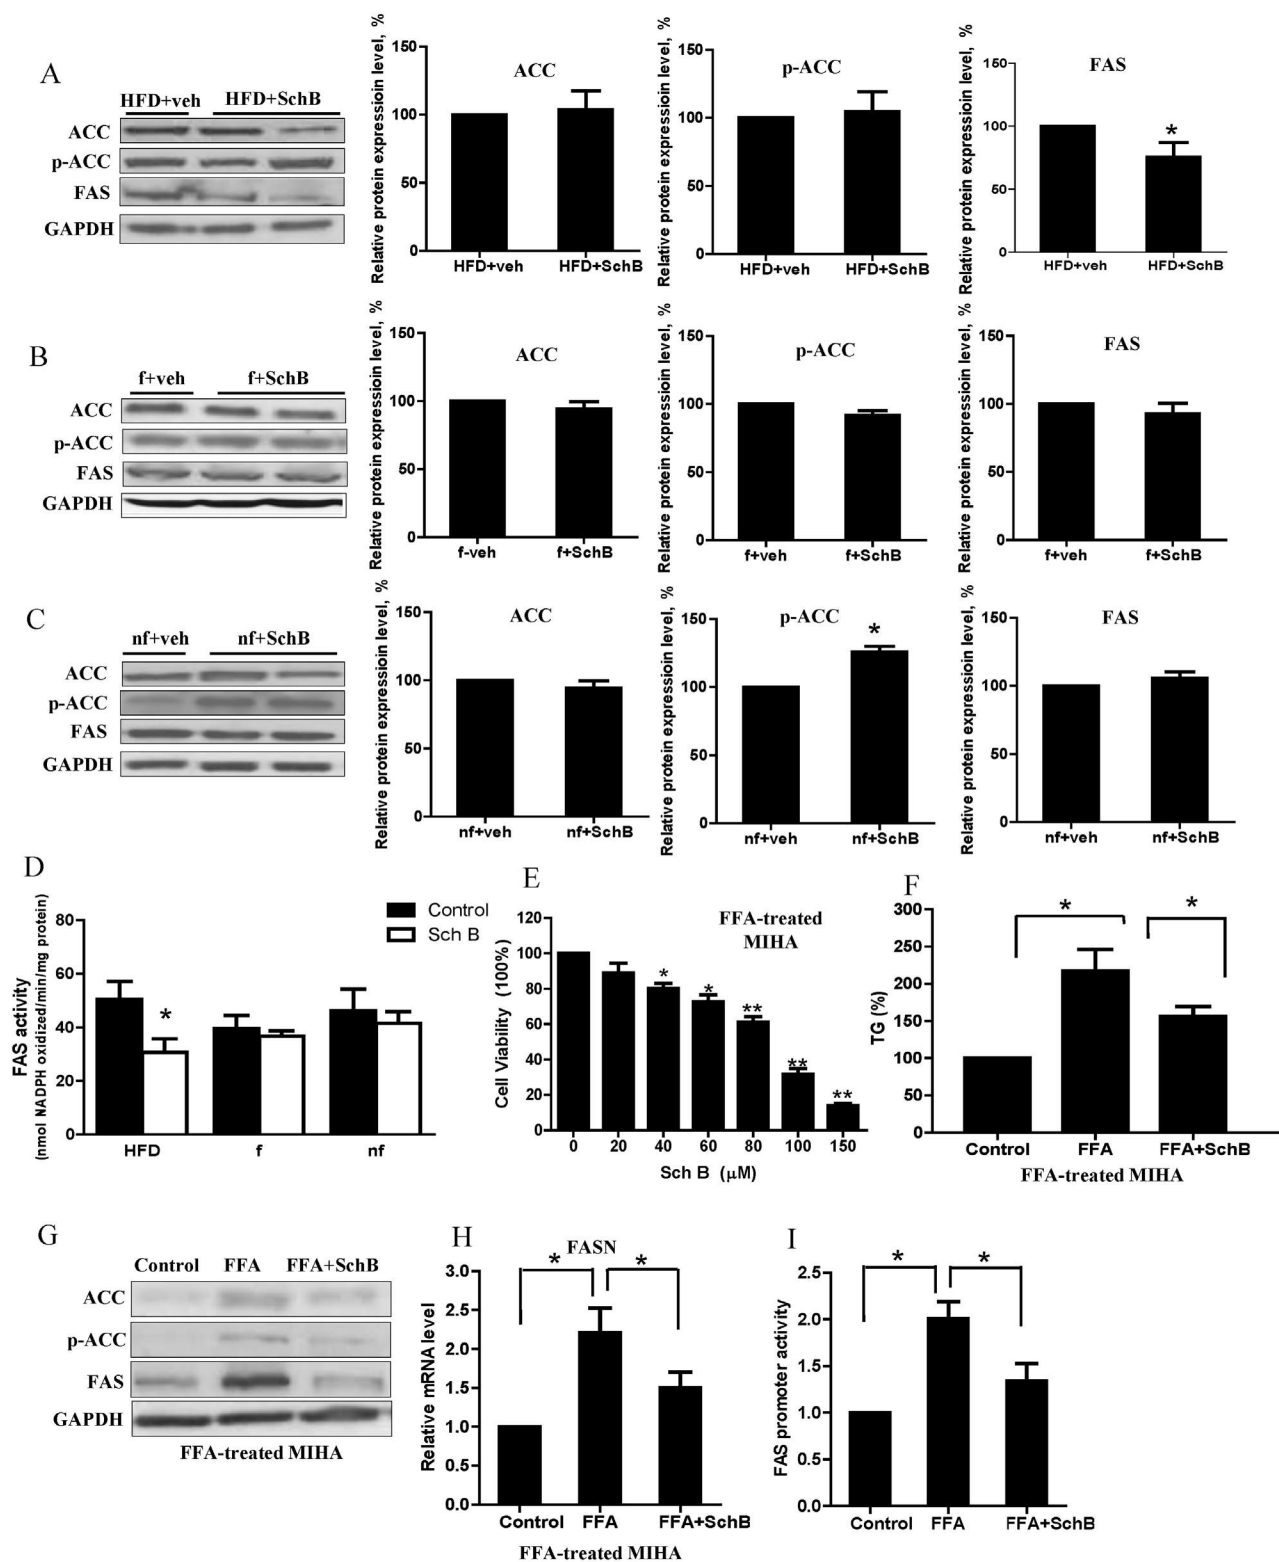 A
HFD+veh HFD+SchB
ACC
p-ACC
FAS
GAPDH
Relative protein expressioin level, %
150
100
50
0
ACC
HFD+veh HFD+SchB
Relative protein expressioin level, %
150
100
50
0
p-ACC
HFD+veh HFD+SchB
Relative protein expressioin level, %
150
100
50
0
FAS
*
HFD+veh HFD+SchB
B
f+veh f+SchB
ACC
p-ACC
FAS
GAPDH
Relative protein expressioin level, %
150
100
50
0
ACC
f-veh f+SchB
Relative protein expressioin level, %
150
100
50
0
p-ACC
f+veh f+SchB
Relative protein expressioin level, %
150
100
50
0
FAS
f+veh f+SchB
C
nf+veh nf+SchB
ACC
p-ACC
FAS
GAPDH
Relative protein expressioin level, %
150
100
50
0
ACC
nf+veh nf+SchB
Relative protein expressioin level, %
150
100
50
0
p-ACC
*
nf+veh nf+SchB
Relative protein expressioin level, %
150
100
50
0
FAS
nf+veh nf+SchB
D
FAS activity
(nmol NADPH oxidized/min/mg protein)
80
60
40
20
0
Control
Sch B
*
HFD f nf
E
Cell Viability (100%)
120
100
80
60
40
20
0
FFA-treated
MIHA
* * ** ** **
0 20 40 60 80 100 150
Sch B (μM)
F
TG (%)
300
250
200
150
100
50
0
* *
Control FFA FFA+SchB
FFA-treated MIHA
G
Control FFA FFA+SchB
ACC
p-ACC
FAS
GAPDH
FFA-treated MIHA
H
FASN
Relative mRNA level
3.0
2.5
2.0
1.5
1.0
0.5
0.0
* *
Control FFA FFA+SchB
FFA-treated MIHA
I
FAS promoter activity
2.5
2.0
1.5
1.0
0.5
0.0
* *
Control FFA FFA+SchB